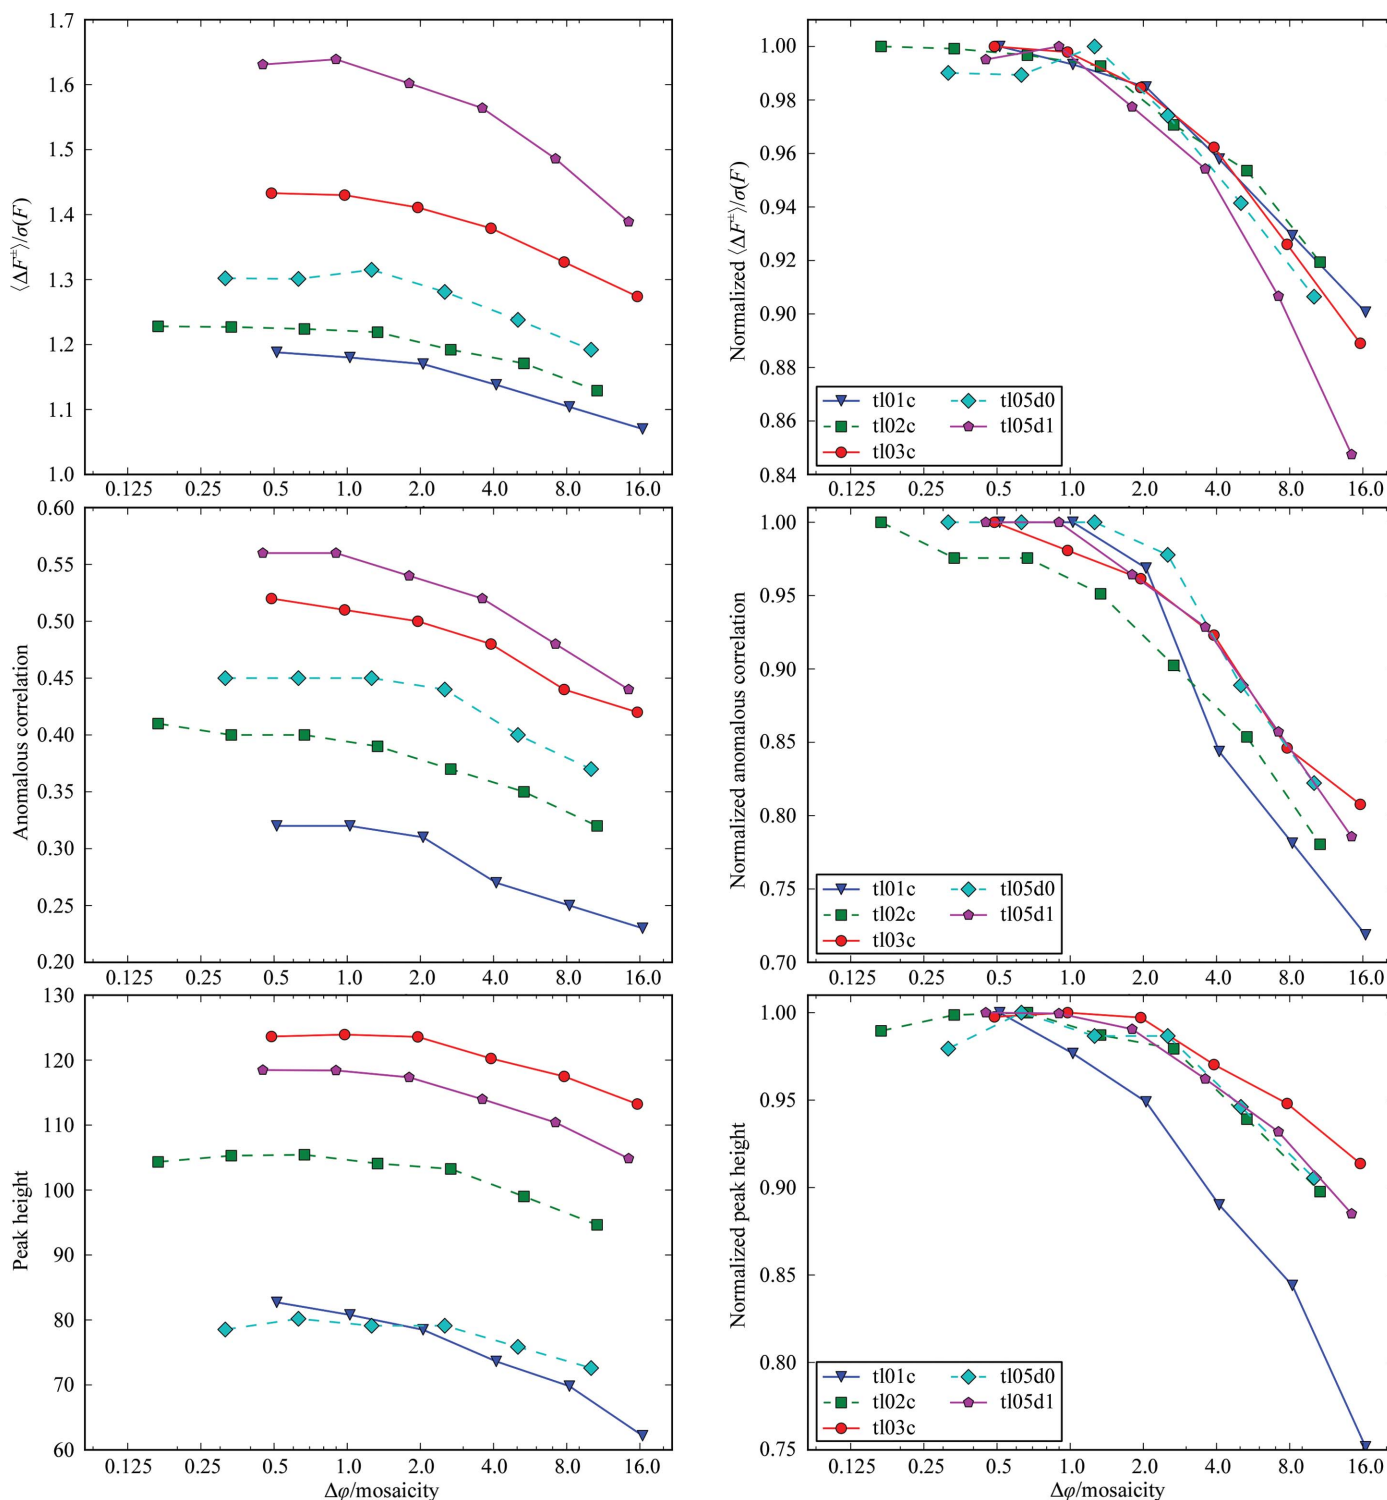 1.7
1.6
1.5
1.4
1.3
1.2
1.1
1.0
⟨ΔF±⟩/σ(F)
0.125 0.25 0.5 1.0 2.0 4.0 8.0 16.0
1.00
0.98
0.96
0.94
0.92
0.90
0.88
0.86
0.84
Normalized ⟨ΔF±⟩/σ(F)
tl01c tl05d0
tl02c tl05d1
tl03c
0.125 0.25 0.5 1.0 2.0 4.0 8.0 16.0
0.60
0.55
0.50
0.45
0.40
0.35
0.30
0.25
0.20
Anomalous correlation
0.125 0.25 0.5 1.0 2.0 4.0 8.0 16.0
1.00
0.95
0.90
0.85
0.80
0.75
0.70
Normalized anomalous correlation
tl01c tl05d0
tl02c tl05d1
tl03c
0.125 0.25 0.5 1.0 2.0 4.0 8.0 16.0
130
120
110
100
90
80
70
60
Peak height
0.125 0.25 0.5 1.0 2.0 4.0 8.0 16.0
Δφ/mosaicity
1.00
0.95
0.90
0.85
0.80
0.75
Normalized peak height
tl01c tl05d0
tl02c tl05d1
tl03c
0.125 0.25 0.5 1.0 2.0 4.0 8.0 16.0
Δφ/mosaicity